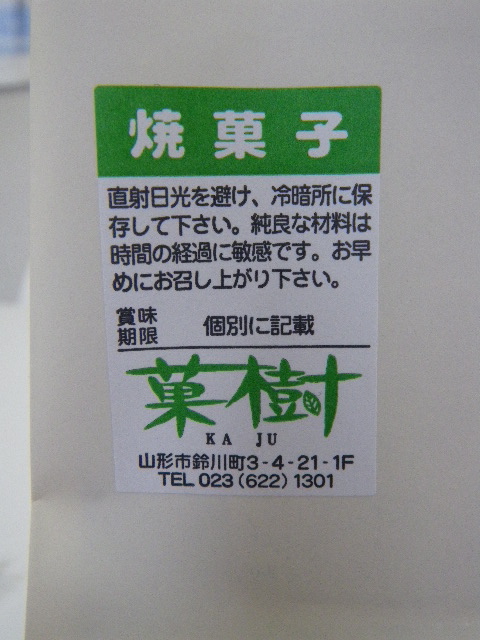 焼菓子
直射日光を避け、冷暗所に保
存して下さい。純良な材料は
時間の経過に敏感です。お早
めにお召し上がり下さい。
賞味
期限 個別に記載
菓樹
KA JU
山形市鈴川町3-4-21-1F
TEL 023(622)1301